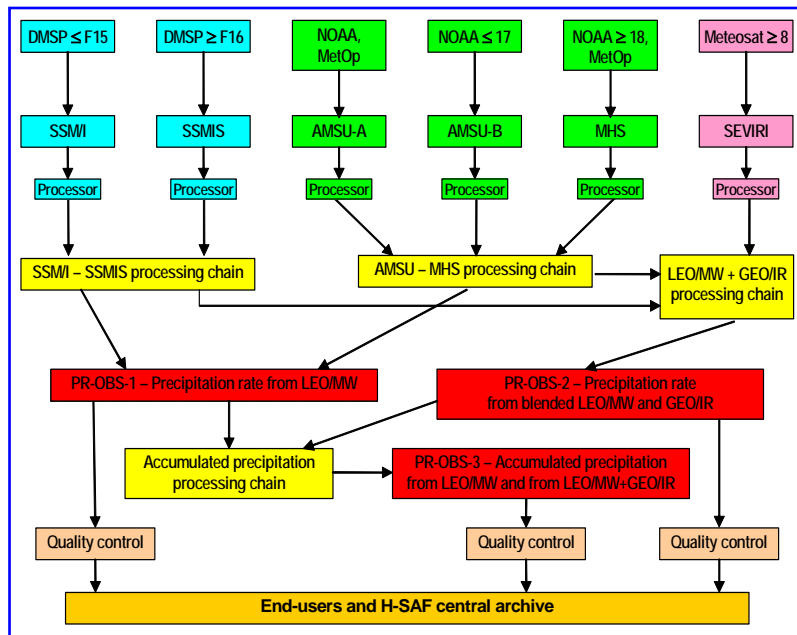 DMSP ≤ F15
DMSP ≥ F16
NOAA,
MetOp
NOAA ≤ 17
NOAA ≥ 18,
MetOp
Meteosat ≥ 8
SSM/I
SSMIS
AMSU-A
AMSU-B
MHS
SEVIRI
Processor
Processor
Processor
Processor
Processor
Processor
SSM/I – SSMIS processing chain
AMSU – MHS processing chain
LEO/MW + GEO/IR
processing chain
PR-OBS-1 – Precipitation rate from LEO/MW
PR-OBS-2 – Precipitation rate
from blended LEO/MW and GEO/IR
Accumulated precipitation
processing chain
PR-OBS-3 – Accumulated precipitation
from LEO/MW and from LEO/MW+GEO/IR
Quality control
Quality control
Quality control
End-users and H-SAF central archive